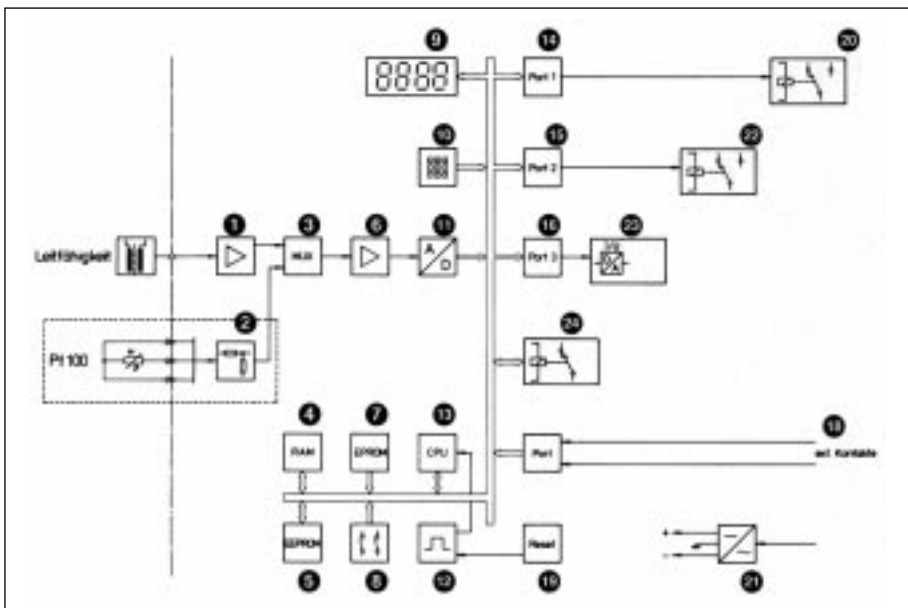 9
14
20
8888
Port 1
10
15
22
Port 2
1
3
6
11
16
23
Leitfähigkeit
MUX
A
D
Port 3
2
24
Pt 100
4
7
13
18
RAM
EPROM
CPU
Port
ext. Kontakte
EEPROM
Reset
+
-
5
8
12
19
21